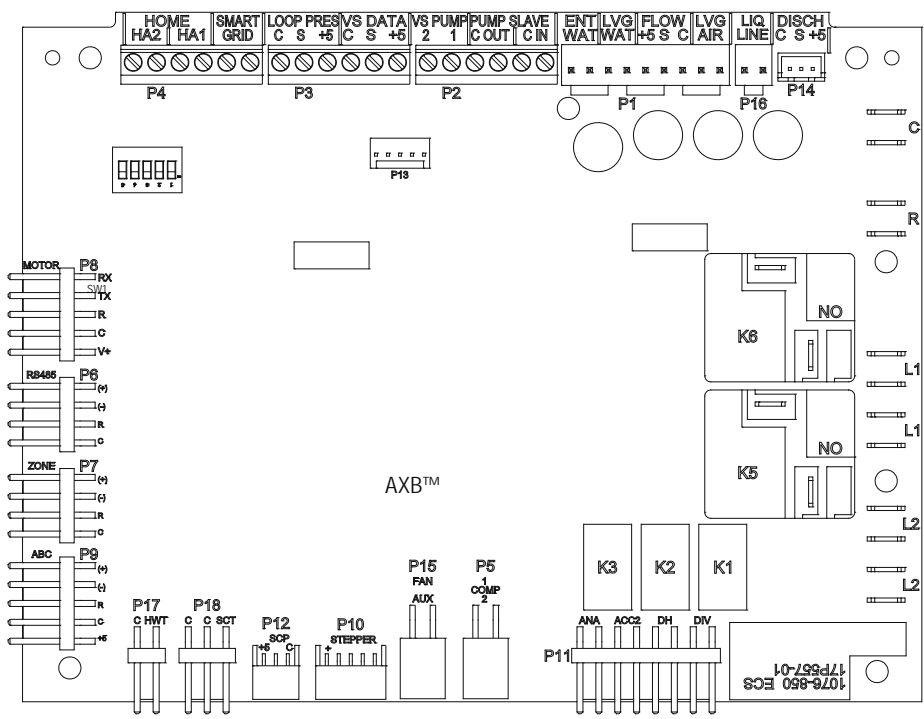 HOME SMART LOOP PRES VS DATA VS PUMP PUMP SLAVE ENT LVG FLOW LVG LIQ DISCH
HA2 HA1 GRID C S +5 C S +5 2 1 C OUT C IN WAT WAT +5 S C AIR LINE C S +5
P4 P3 P2 P1 P16 P14
P13
C
R
MOTOR P8
RX
SW1
TX
R
C
V+
K6 NO
L1
RS485 P6
(+)
(-)
R
C
L1
K5 NO
ZONE P7
(+)
(-)
R
C
AXB™
L2
ABC P9
(+)
(-)
R
C
+5
P15
FAN
AUX
P5
1
COMP
2
K3 K2 K1
L2
P17
C HWT
P18
C C SCT
P12
SCP
+5 C
P10
STEPPER
+
ANA ACC2 DH DIV
P11
1076-850 ECS
17P557-01